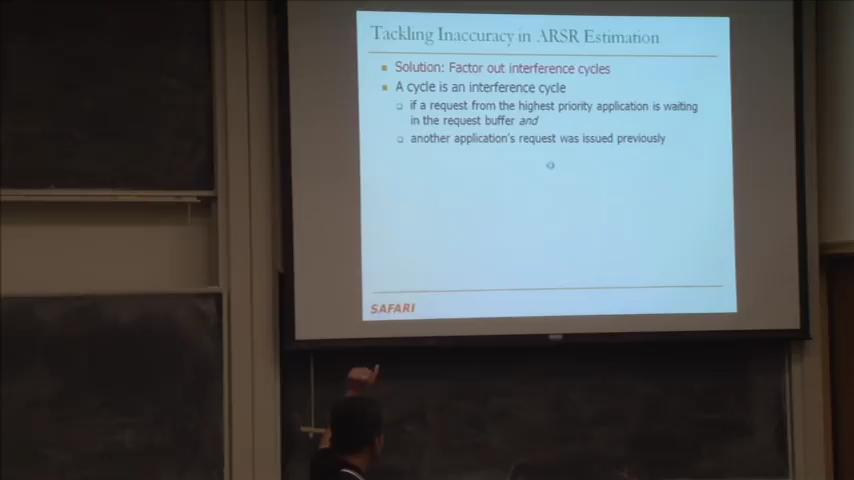 Tackling Inaccuracy in ARSR Estimation
Solution: Factor out interference cycles
A cycle is an interference cycle
if a request from the highest priority application is waiting
in the request buffer and
another application's request was issued previously
SAFARI